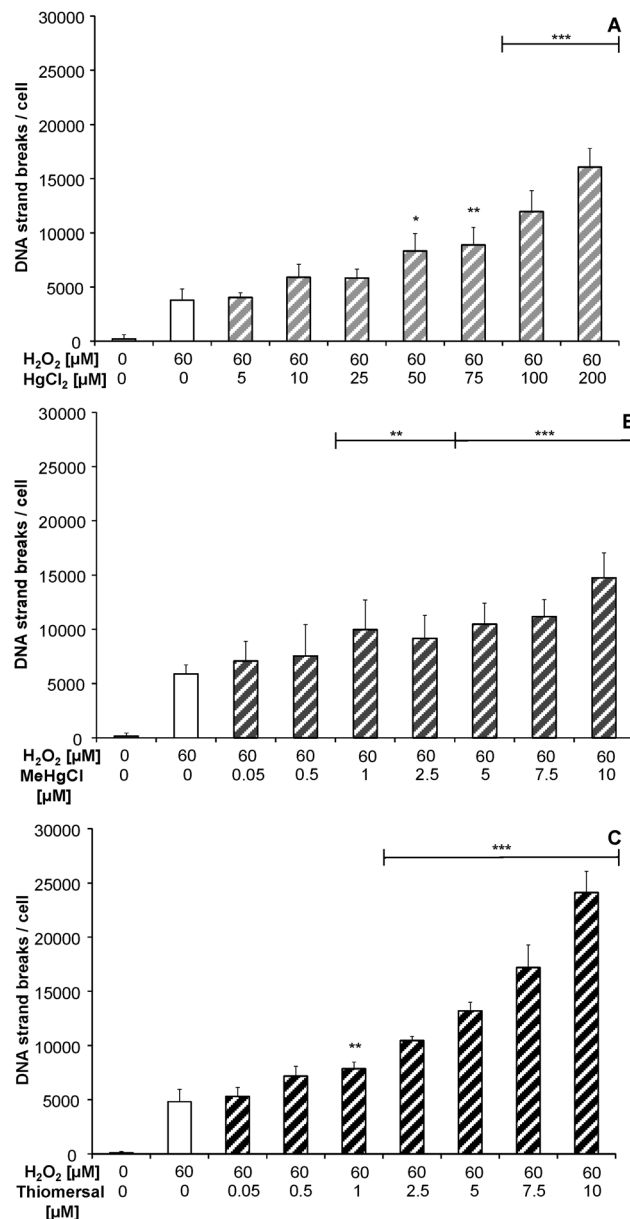 A
***
30000
25000
20000
15000
10000
5000
0
DNA strand breaks / cell
* **
H₂O₂ [µM] 0 60 60 60 60 60 60 60 60
HgCl₂ [µM] 0 0 5 10 25 50 75 100 200
B
** ***
30000
25000
20000
15000
10000
5000
0
DNA strand breaks / cell
H₂O₂ [µM] 0 60 60 60 60 60 60 60 60
MeHgCl 0 0 0.05 0.5 1 2.5 5 7.5 10
[µM]
C
***
30000
25000
20000
15000
10000
5000
0
DNA strand breaks / cell
**
H₂O₂ [µM] 0 60 60 60 60 60 60 60 60
Thiomersal 0 0 0.05 0.5 1 2.5 5 7.5 10
[µM]